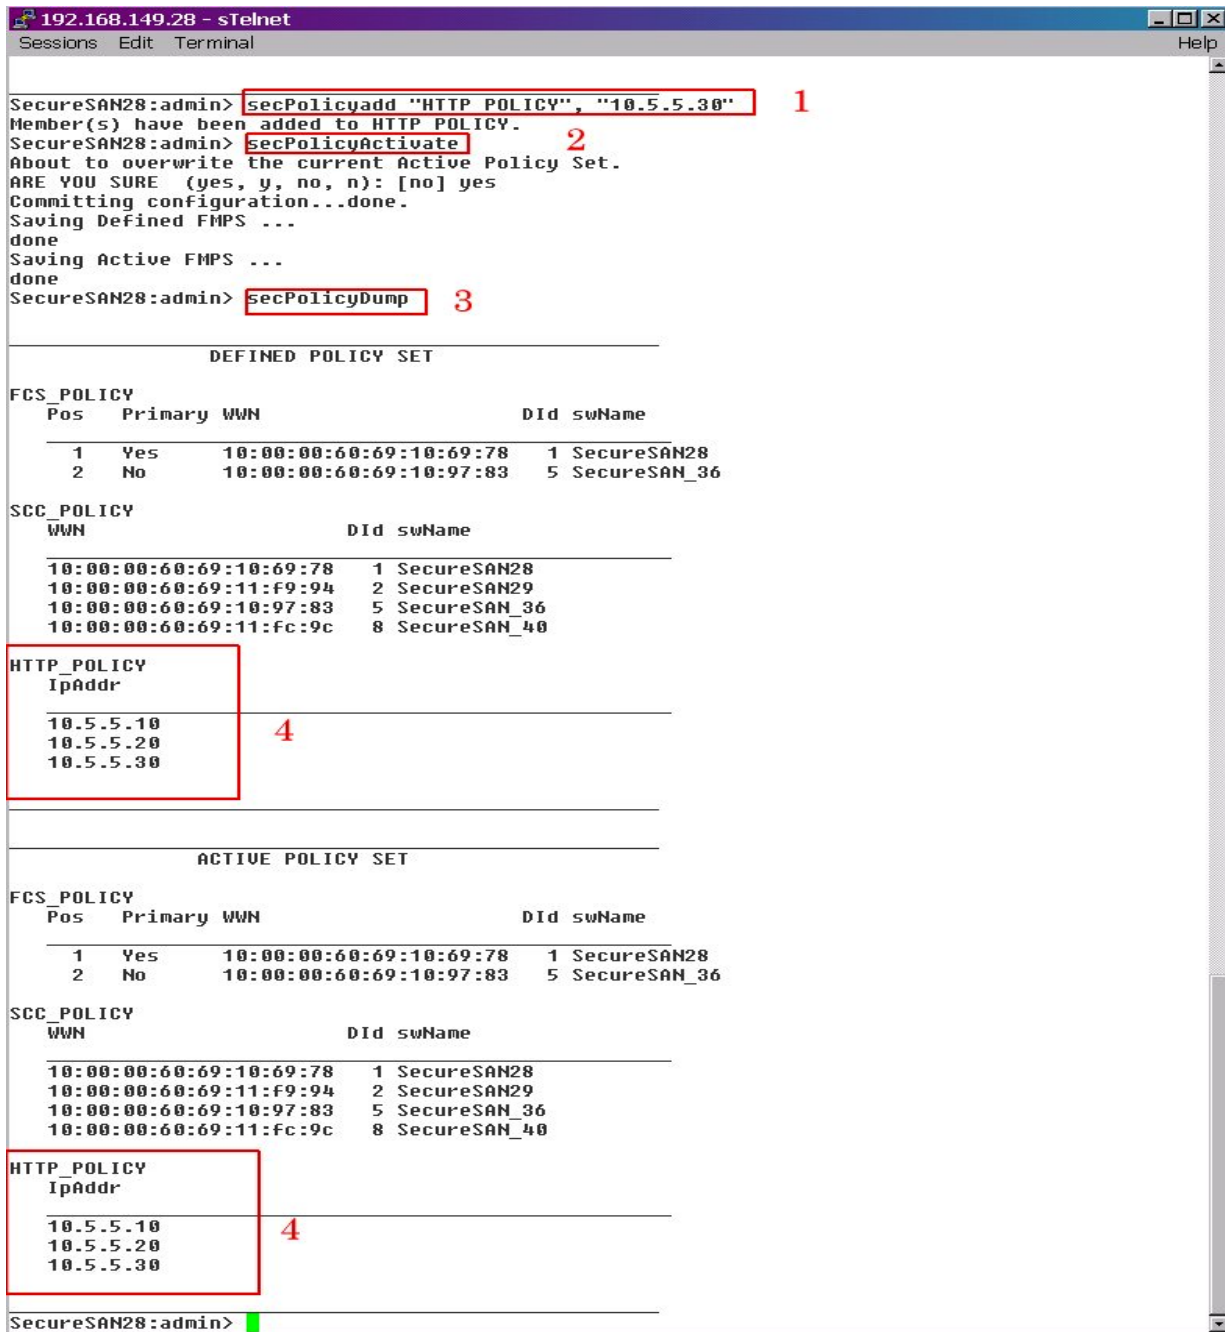 192.168.149.28 - sTelnet
Sessions Edit Terminal Help
SecureSAN28:admin> secPolicyadd "HTTP_POLICY", "10.5.5.30" 1
Member(s) have been added to HTTP_POLICY.
SecureSAN28:admin> secPolicyActivate 2
About to overwrite the current Active Policy Set.
ARE YOU SURE (yes, y, no, n): [no] yes
Committing configuration...done.
Saving Defined FMPS ...
done
Saving Active FMPS ...
done
SecureSAN28:admin> secPolicyDump 3
DEFINED POLICY SET
FCS_POLICY
Pos Primary WWN DId swName
1 Yes 10:00:00:60:69:10:69:78 1 SecureSAN28
2 No 10:00:00:60:69:10:97:83 5 SecureSAN_36
SCC_POLICY
WWN DId swName
10:00:00:60:69:10:69:78 1 SecureSAN28
10:00:00:60:69:11:f9:94 2 SecureSAN29
10:00:00:60:69:10:97:83 5 SecureSAN_36
10:00:00:60:69:11:fc:9c 8 SecureSAN_40
HTTP_POLICY
IpAddr
10.5.5.10
10.5.5.20 4
10.5.5.30
ACTIVE POLICY SET
FCS_POLICY
Pos Primary WWN DId swName
1 Yes 10:00:00:60:69:10:69:78 1 SecureSAN28
2 No 10:00:00:60:69:10:97:83 5 SecureSAN_36
SCC_POLICY
WWN DId swName
10:00:00:60:69:10:69:78 1 SecureSAN28
10:00:00:60:69:11:f9:94 2 SecureSAN29
10:00:00:60:69:10:97:83 5 SecureSAN_36
10:00:00:60:69:11:fc:9c 8 SecureSAN_40
HTTP_POLICY
IpAddr
10.5.5.10 4
10.5.5.20
10.5.5.30
SecureSAN28:admin>